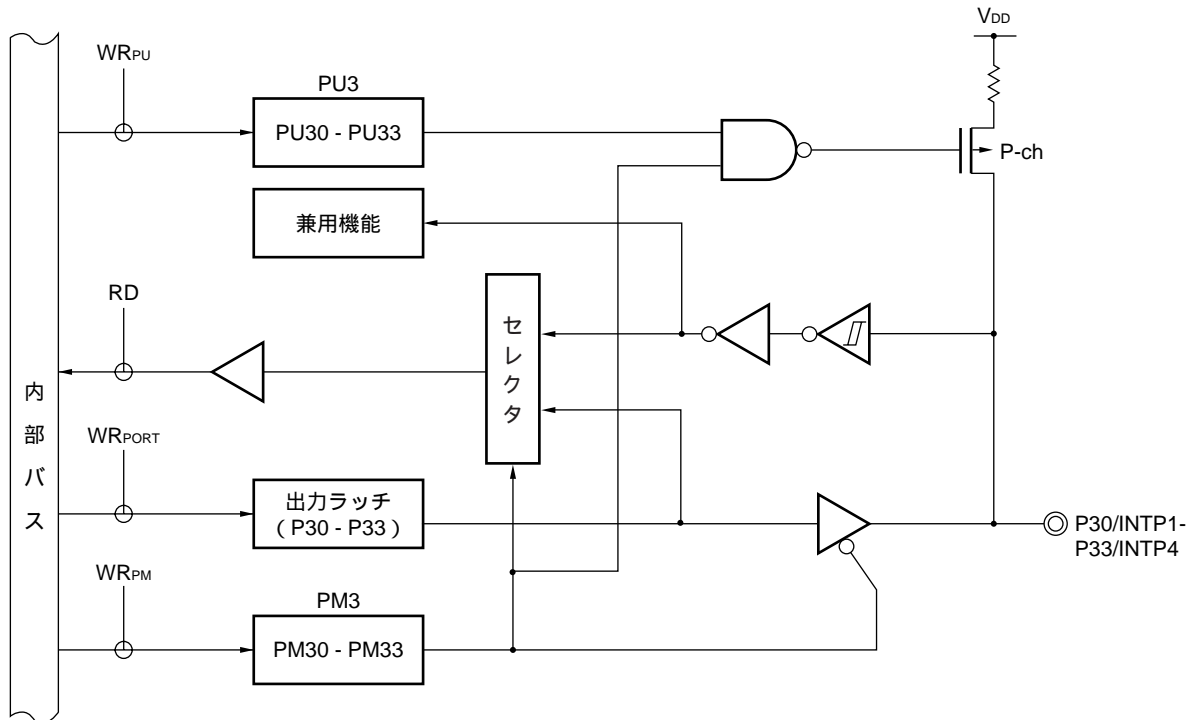 VDD
WRPU
PU3
PU30 - PU33
P-ch
兼用機能
RD
セレクタ
内部バス
WRPORT
出力ラッチ
（P30 - P33）
P30/INTP1-
P33/INTP4
WRPM
PM3
PM30 - PM33